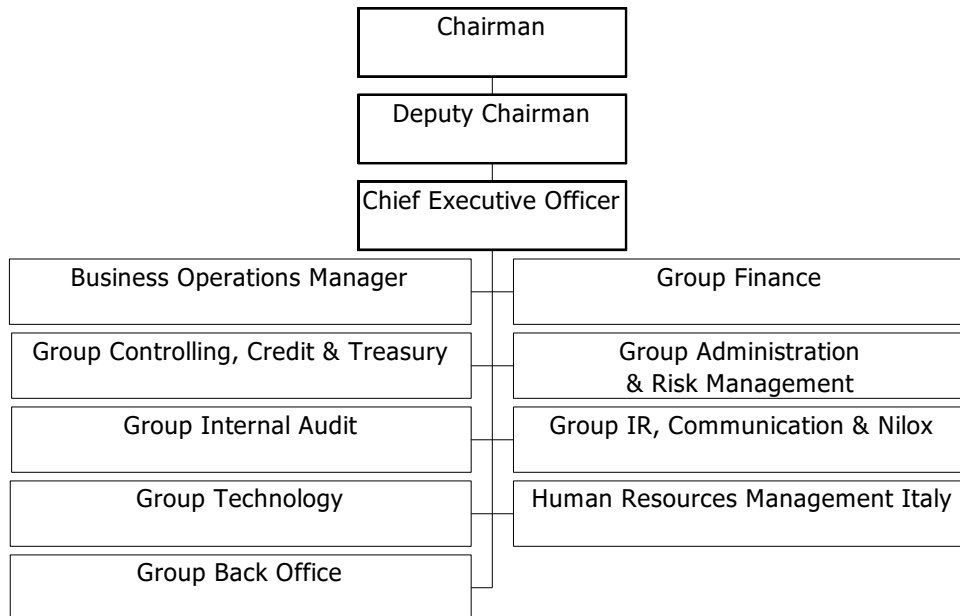 Chairman
Deputy Chairman
Chief Executive Officer
Business Operations Manager
Group Finance
Group Controlling, Credit & Treasury
Group Administration
& Risk Management
Group Internal Audit
Group IR, Communication & Nilox
Group Technology
Human Resources Management Italy
Group Back Office